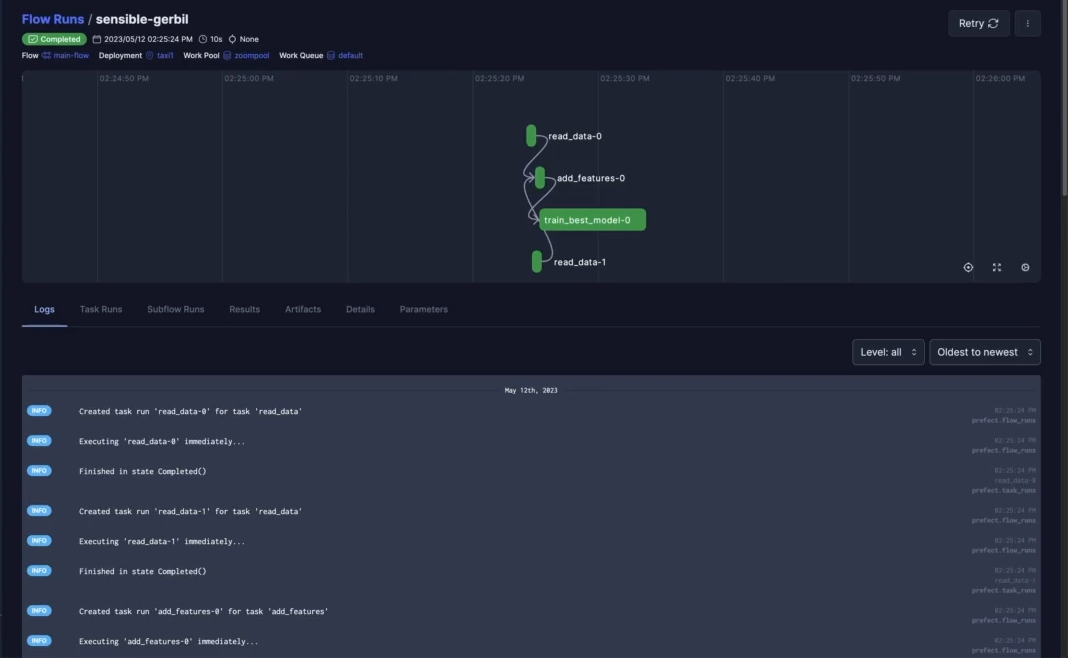 Flow Runs / sensible-gerbil
Retry
Completed 2023/05/12 02:25:24 PM 10s None
Flow main-flow Deployment taxi1 Work Pool zoompool Work Queue default
02:24:50 PM 02:25:00 PM 02:25:10 PM 02:25:20 PM 02:25:30 PM 02:25:40 PM 02:25:50 PM 02:26:00 PM
read_data-0
add_features-0
train_best_model-0
read_data-1
Logs Task Runs Subflow Runs Results Artifacts Details Parameters
Level: all Oldest to newest
May 12th, 2023
INFO Created task run 'read_data-0' for task 'read_data' 02:25:24 PM
prefect.flow_runs
INFO Executing 'read_data-0' immediately... 02:25:24 PM
prefect.flow_runs
INFO Finished in state Completed() 02:25:24 PM
read_data-0
prefect.task_runs
INFO Created task run 'read_data-1' for task 'read_data' 02:25:24 PM
prefect.flow_runs
INFO Executing 'read_data-1' immediately... 02:25:24 PM
prefect.flow_runs
INFO Finished in state Completed() 02:25:24 PM
read_data-1
prefect.task_runs
INFO Created task run 'add_features-0' for task 'add_features' 02:25:24 PM
prefect.flow_runs
INFO Executing 'add_features-0' immediately... 02:25:24 PM
prefect.flow_runs